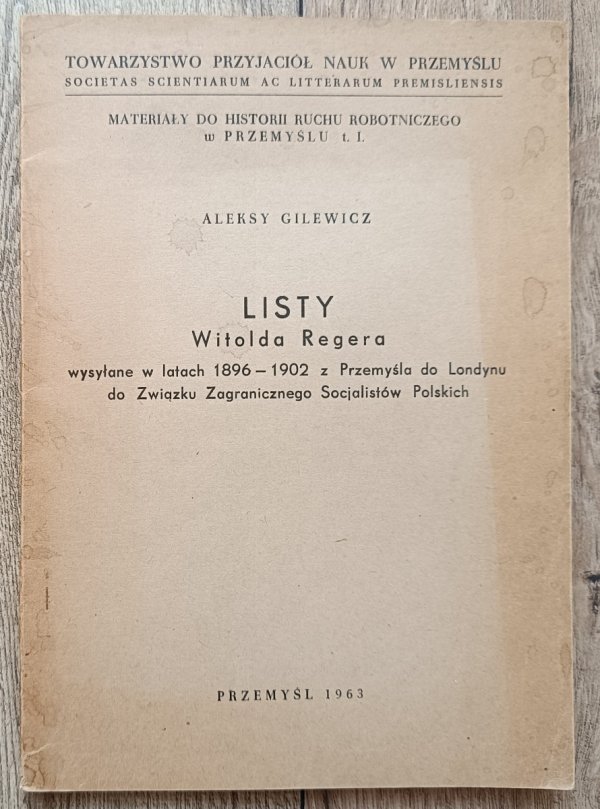 TOWARZYSTWO PRZYJACIÓŁ NAUK W PRZEMYŚLU
SOCIETAS SCIENTIARUM AC LITTERARUM PREMISLIENSIS
MATERIAŁY DO HISTORII RUCHU ROBOTNICZEGO
w PRZEMYŚLU t. I.
ALEKSY GILEWICZ
LISTY
Witolda Regera
wysyłane w latach 1896 – 1902 z Przemyśla do Londynu
do Związku Zagranicznego Socjalistów Polskich
PRZEMYŚL 1963